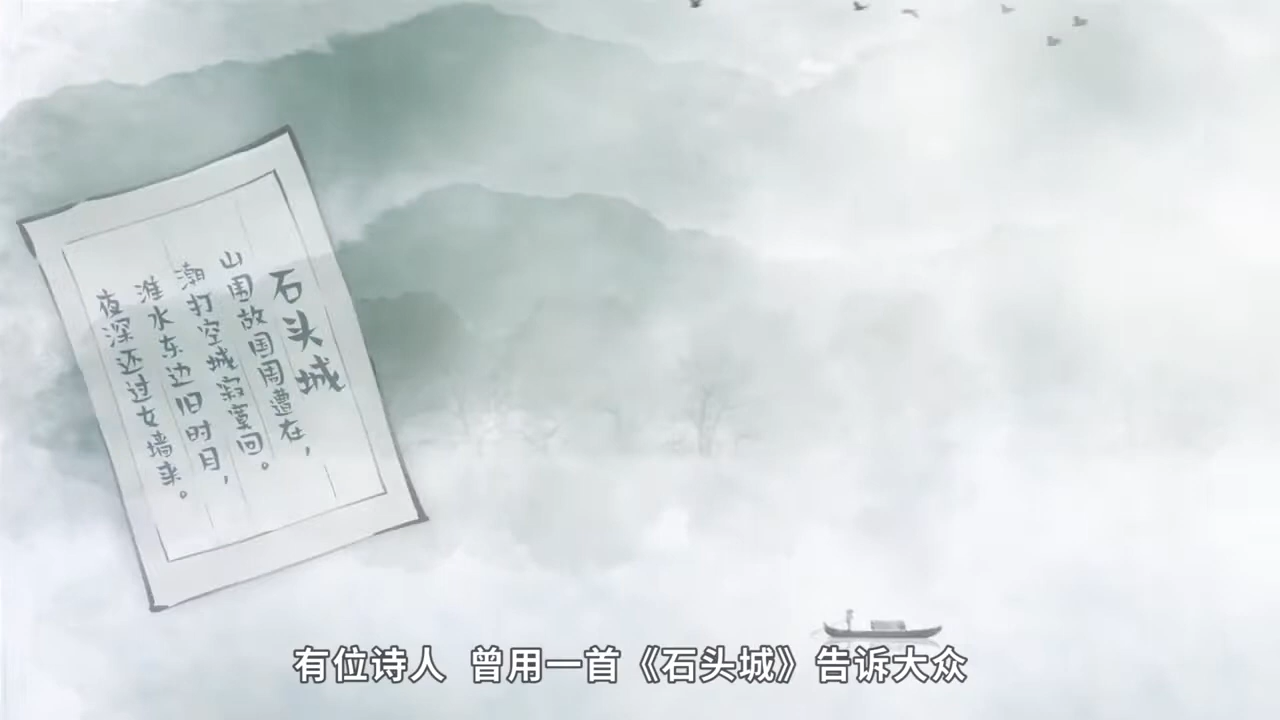 石头城
山围故国周遭在，
潮打空城寂寞回。
淮水东边旧时月，
夜深还过女墙来。
有位诗人 曾用一首《石头城》告诉大众